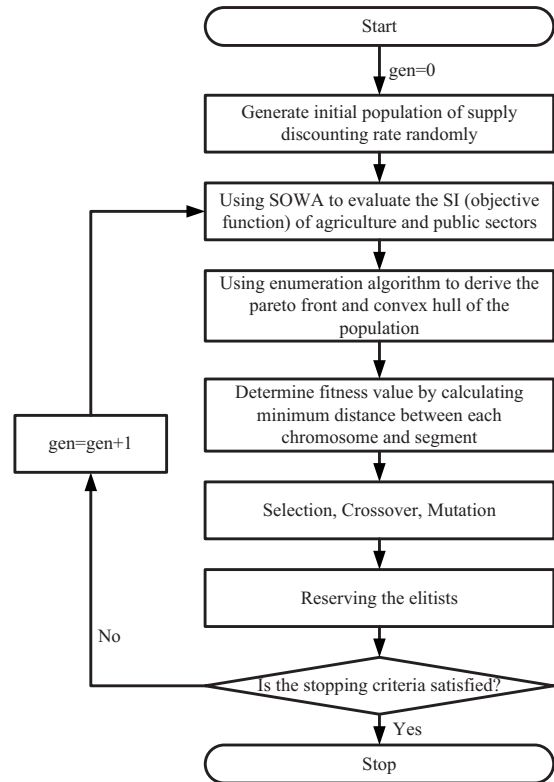 Start
gen=0
Generate initial population of supply
discounting rate randomly
Using SOWA to evaluate the SI (objective
function) of agriculture and public sectors
Using enumeration algorithm to derive the
pareto front and convex hull of the
population
Determine fitness value by calculating
minimum distance between each
chromosome and segment
gen=gen+1
Selection, Crossover, Mutation
Reserving the elitists
No
Is the stopping criteria satisfied?
Yes
Stop